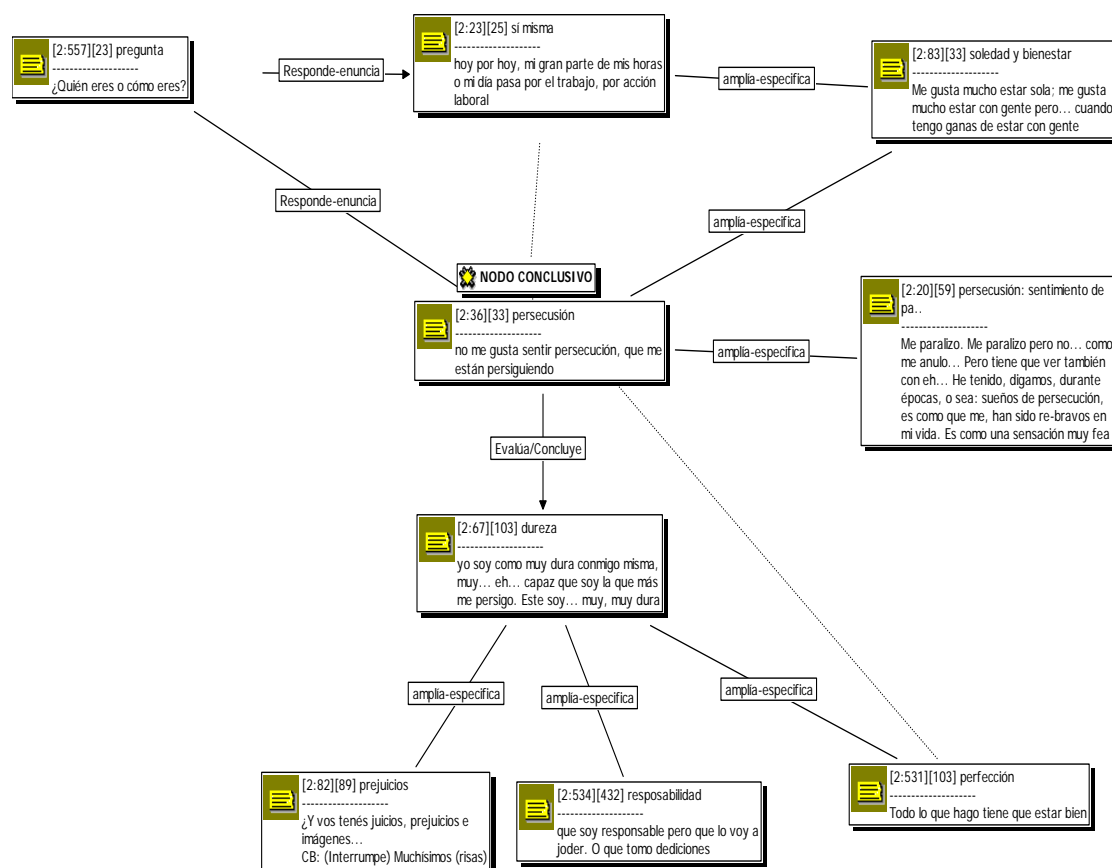 [2:557][23] pregunta
--------------------
¿Quién eres o cómo eres?
Responde-enuncia
[2:23][25] sí misma
--------------------
hoy por hoy, mi gran parte de mis horas
o mi día pasa por el trabajo, por acción
laboral
amplía-especifica
[2:83][33] soledad y bienestar
--------------------
Me gusta mucho estar sola; me gusta
mucho estar con gente pero… cuando
tengo ganas de estar con gente
Responde-enuncia
amplía-especifica
NODO CONCLUSIVO
[2:36][33] persecusión
--------------------
no me gusta sentir persecución, que me
están persiguiendo
amplía-especifica
[2:20][59] persecusión: sentimiento de
pa..
--------------------
Me paralizo. Me paralizo pero no… como
me anulo… Pero tiene que ver también
con eh… He tenido, digamos, durante
épocas, o sea: sueños de persecución,
es como que me, han sido re-bravos en
mi vida. Es como una sensación muy fea
Evalúa/Concluye
[2:67][103] dureza
--------------------
yo soy como muy dura conmigo misma,
muy… eh… capaz que soy la que más
me persigo. Este soy… muy, muy dura
amplía-especifica
amplía-especifica
amplía-especifica
[2:82][89] prejuicios
--------------------
¿Y vos tenés juicios, prejuicios e
imágenes…
CB: (Interrumpe) Muchísimos (risas)
[2:534][432] resposabilidad
--------------------
que soy responsable pero que lo voy a
joder. O que tomo dediciones
[2:531][103] perfección
--------------------
Todo lo que hago tiene que estar bien